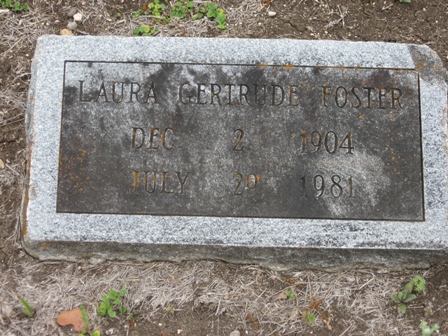 LAURA GERTRUDE FOSTER
DEC 2 1904
JULY 20 1981